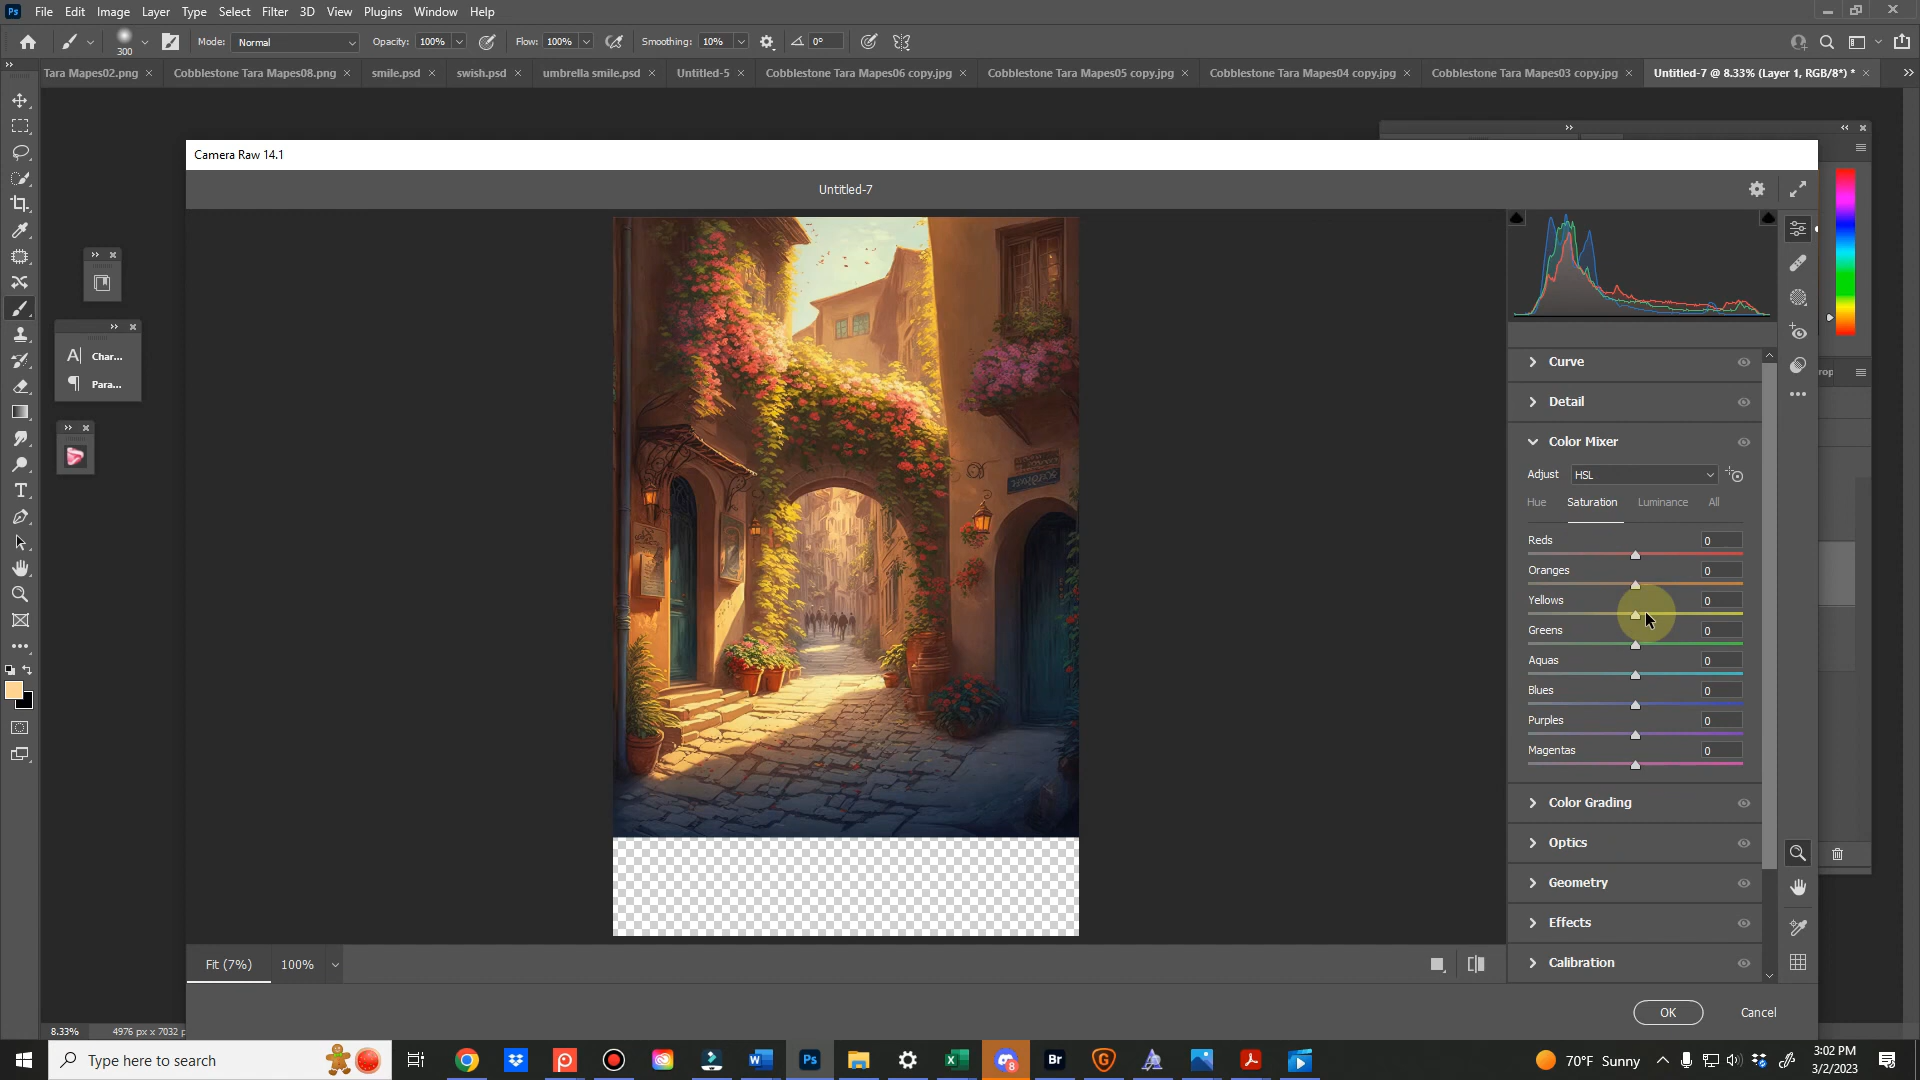 Ps File Edit Image Layer Type Select Filter 3D View Plugins Window Help
300 Mode: Normal Opacity: 100% Flow: 100% Smoothing: 10% 0°
Tara Mapes02.png × Cobblestone Tara Mapes08.png × smile.psd × swish.psd × umbrella smile.psd × Untitled-5 × Cobblestone Tara Mapes06 copy.jpg × Cobblestone Tara Mapes05 copy.jpg × Cobblestone Tara Mapes04 copy.jpg × Cobblestone Tara Mapes03 copy.jpg × Untitled-7 @ 8.33% (Layer 1, RGB/8*) * ×
Camera Raw 14.1
Untitled-7
Char...
Para...
Curve
rop
Detail
Color Mixer
Adjust HSL
Hue Saturation Luminance All
Reds 0
Oranges 0
Yellows 0
Greens 0
Aquas 0
Blues 0
Purples 0
Magentas 0
Color Grading
Optics
Geometry
Effects
Calibration
Fit (7%) 100%
OK Cancel
8.33% 4976 px x 7032 p
Type here to search
W Ps X 8 Br G
70°F Sunny
3:02 PM
3/2/2023